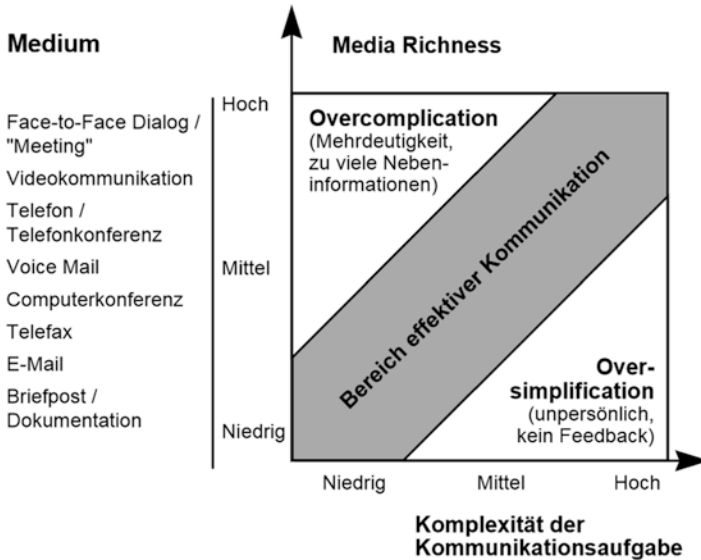 Medium
Media Richness
Face-to-Face Dialog /
"Meeting"
Videokommunikation
Telefon /
Telefonkonferenz
Voice Mail
Computerkonferenz
Telefax
E-Mail
Briefpost /
Dokumentation
Hoch
Mittel
Niedrig
Overcomplication
(Mehrdeutigkeit,
zu viele Neben-
informationen)
Bereich effektiver Kommunikation
Over-
simplification
(unpersönlich,
kein Feedback)
Niedrig
Mittel
Hoch
Komplexität der
Kommunikationsaufgabe